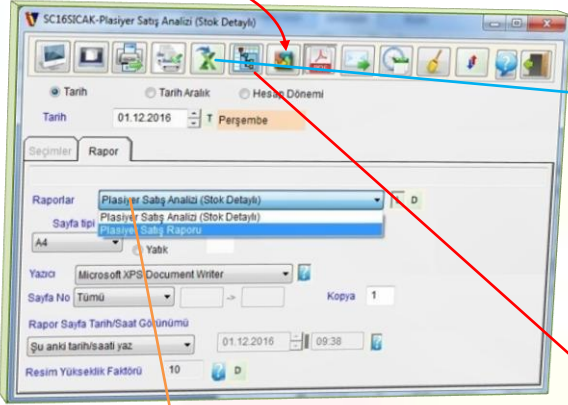 SC16SICAK-Plasiyer Satış Analizi (Stok Detaylı)
Tarih Tarih Aralık Hesap Dönemi
Tarih 01.12.2016 T Perşembe
Seçimler Rapor
Raporlar Plasiyer Satış Analizi (Stok Detaylı) D
Plasiyer Satış Analizi (Stok Detaylı)
Sayfa tipi Plasiyer Satış Raporu
A4 Yatık
Yazıcı Microsoft XPS Document Writer
Sayfa No Tümü -> Kopya 1
Rapor Sayfa Tarih/Saat Görünümü
Şu anki tarih/saati yaz 01.12.2016 09:38
Resim Yükseklik Faktörü 10 D